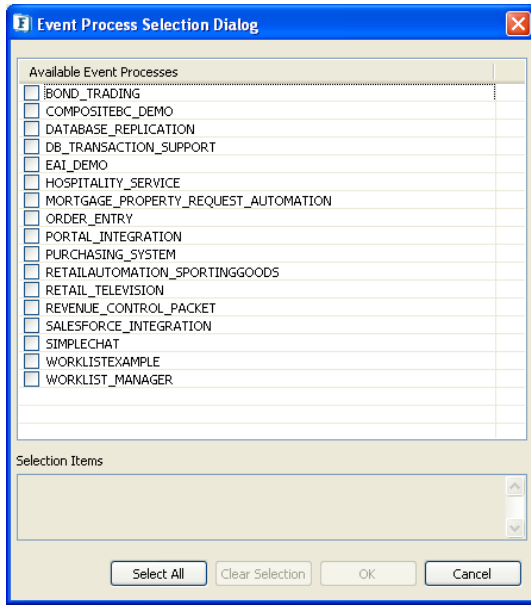 Event Process Selection Dialog
Available Event Processes
BOND_TRADING
COMPOSITEBC_DEMO
DATABASE_REPLICATION
DB_TRANSACTION_SUPPORT
EAI_DEMO
HOSPITALITY_SERVICE
MORTGAGE_PROPERTY_REQUEST_AUTOMATION
ORDER_ENTRY
PORTAL_INTEGRATION
PURCHASING_SYSTEM
RETAILAUTOMATION_SPORTINGGOODS
RETAIL_TELEVISION
REVENUE_CONTROL_PACKET
SALESFORCE_INTEGRATION
SIMPLECHAT
WORKLISTEXAMPLE
WORKLIST_MANAGER
Selection Items
Select All Clear Selection OK Cancel